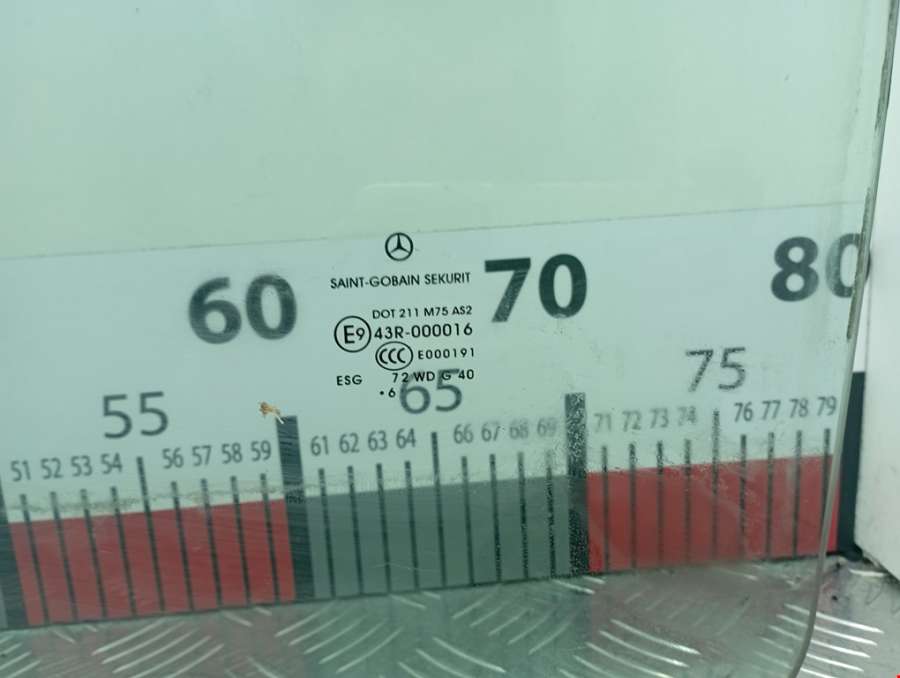 SAINT-GOBAIN SEKURIT
60 70 80
DOT 211 M75 AS2
E9 43R-000016
CCC E000191
ESG 72 WD G 40
.6
55 65 75
51 52 53 54 56 57 58 59 61 62 63 64 66 67 68 69 71 72 73 74 76 77 78 79